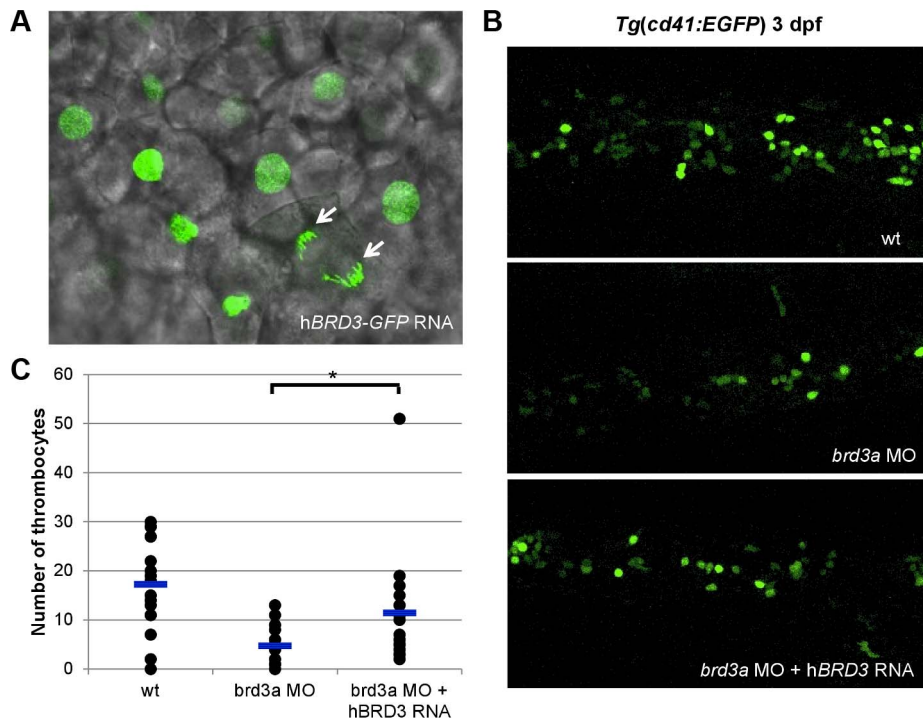 A
hBRD3-GFP RNA
B
Tg(cd41:EGFP) 3 dpf
wt
brd3a MO
brd3a MO + hBRD3 RNA
C
Number of thrombocytes
60
50
40
30
20
10
0
*
wt
brd3a MO
brd3a MO +
hBRD3 RNA